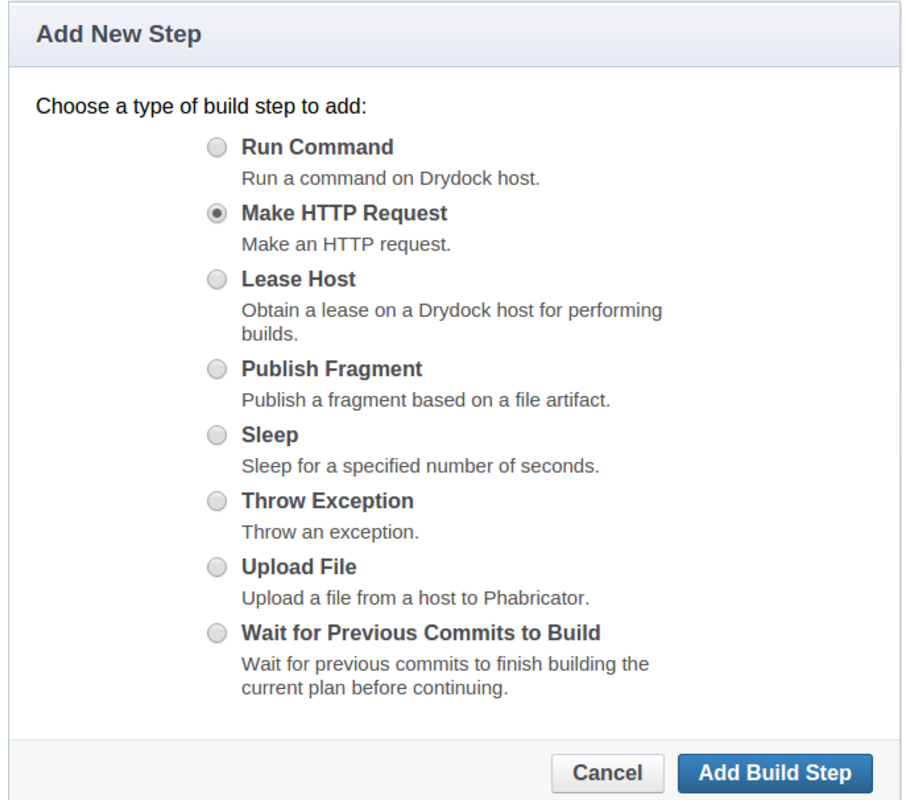 Add New Step
Choose a type of build step to add:
Run Command
Run a command on Drydock host.
Make HTTP Request
Make an HTTP request.
Lease Host
Obtain a lease on a Drydock host for performing
builds.
Publish Fragment
Publish a fragment based on a file artifact.
Sleep
Sleep for a specified number of seconds.
Throw Exception
Throw an exception.
Upload File
Upload a file from a host to Phabricator.
Wait for Previous Commits to Build
Wait for previous commits to finish building the
current plan before continuing.
Cancel
Add Build Step